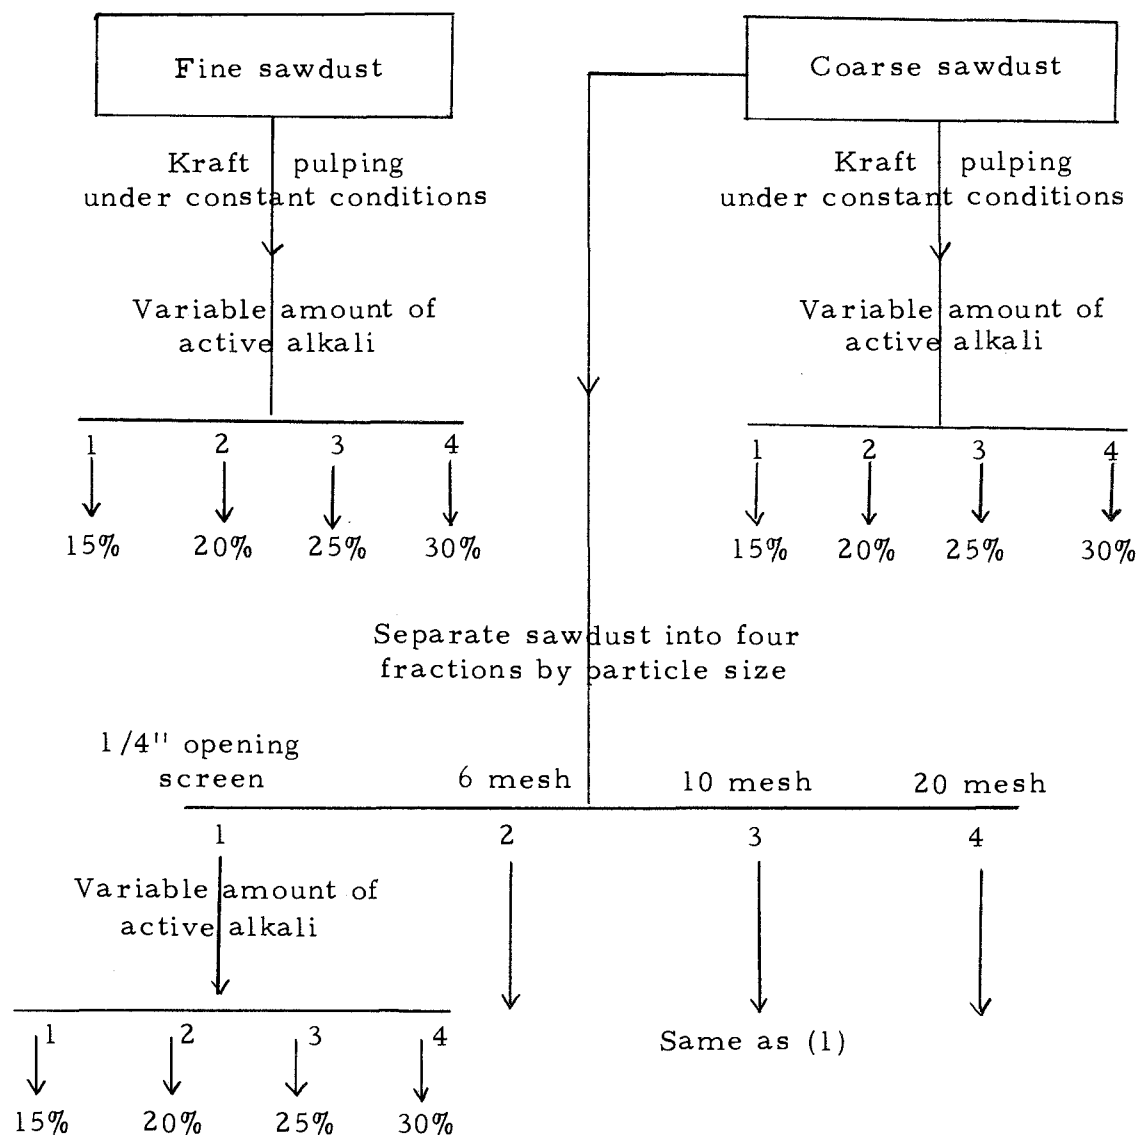 Fine sawdust
Coarse sawdust
Kraft pulping
under constant conditions
Kraft pulping
under constant conditions
Variable amount of
active alkali
Variable amount of
active alkali
1 2 3 4
15% 20% 25% 30%
1 2 3 4
15% 20% 25% 30%
Separate sawdust into four
fractions by particle size
1/4" opening
screen
6 mesh
10 mesh
20 mesh
1 2 3 4
Variable amount of
active alkali
Same as (1)
1 2 3 4
15% 20% 25% 30%